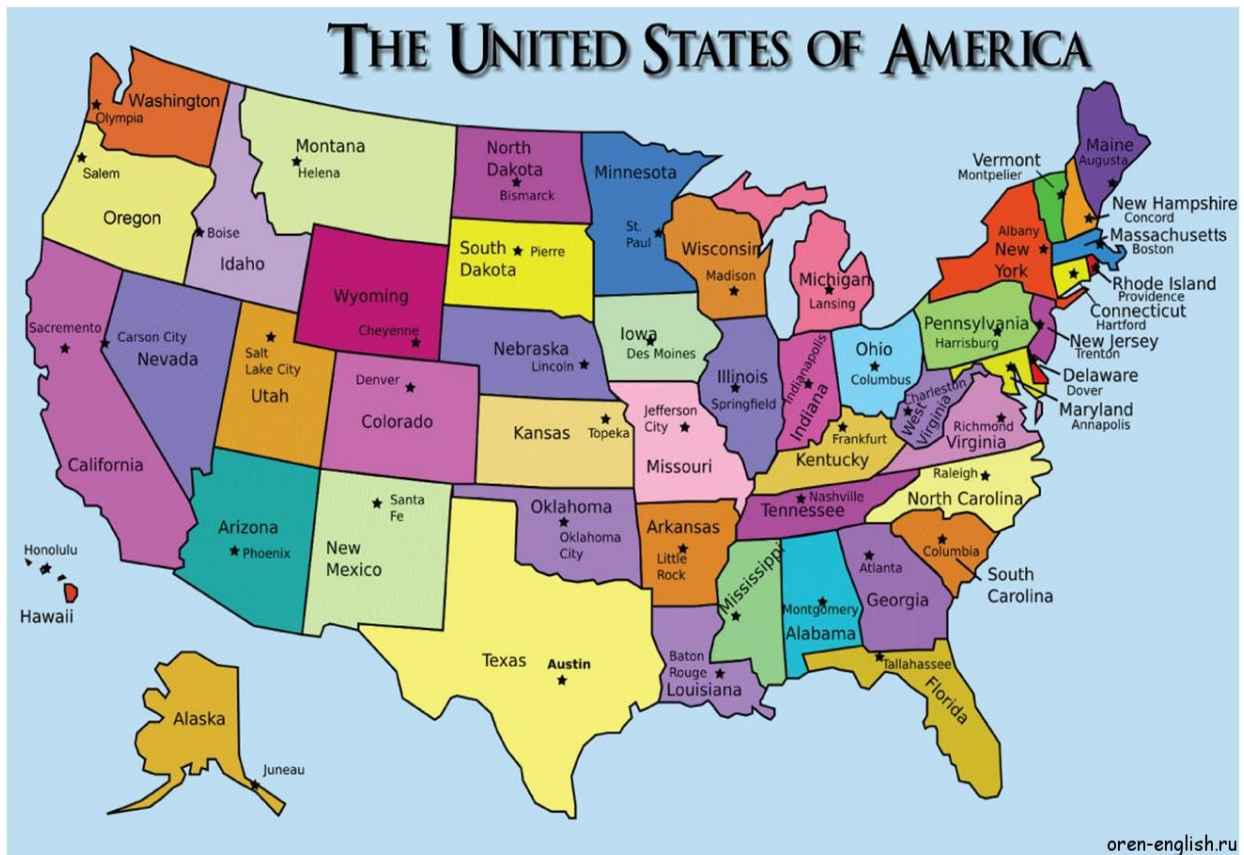 THE UNITED STATES OF AMERICA
Washington
Olympia
Montana
Helena
North
Dakota
Bismarck
Minnesota
St.
Paul
Maine
Augusta
Vermont
Montpelier
New Hampshire
Concord
Massachusetts
Boston
Rhode Island
Providence
Connecticut
Hartford
New Jersey
Trenton
Delaware
Dover
Maryland
Annapolis
Salem
Oregon
Boise
Idaho
Wyoming
Cheyenne
South
Dakota
Pierre
Wisconsin
Madison
Michigan
Lansing
Albany
New
York
Pennsylvania
Harrisburg
Sacremento
California
Carson City
Nevada
Salt
Lake City
Utah
Denver
Colorado
Nebraska
Lincoln
Iowa
Des Moines
Illinois
Springfield
Indianapolis
Indiana
Ohio
Columbus
Charleston
West
Virginia
Richmond
Virginia
Kansas
Topeka
Jefferson
City
Missouri
Frankfurt
Kentucky
Raleigh
North Carolina
Nashville
Tennessee
Arizona
Phoenix
Santa
Fe
New
Mexico
Oklahoma
Oklahoma
City
Arkansas
Little
Rock
Mississippi
Montgomery
Alabama
Atlanta
Georgia
Columbia
South
Carolina
Honolulu
Hawaii
Texas
Austin
Baton
Rouge
Louisiana
Tallahassee
Florida
Alaska
Juneau
oren-english.ru